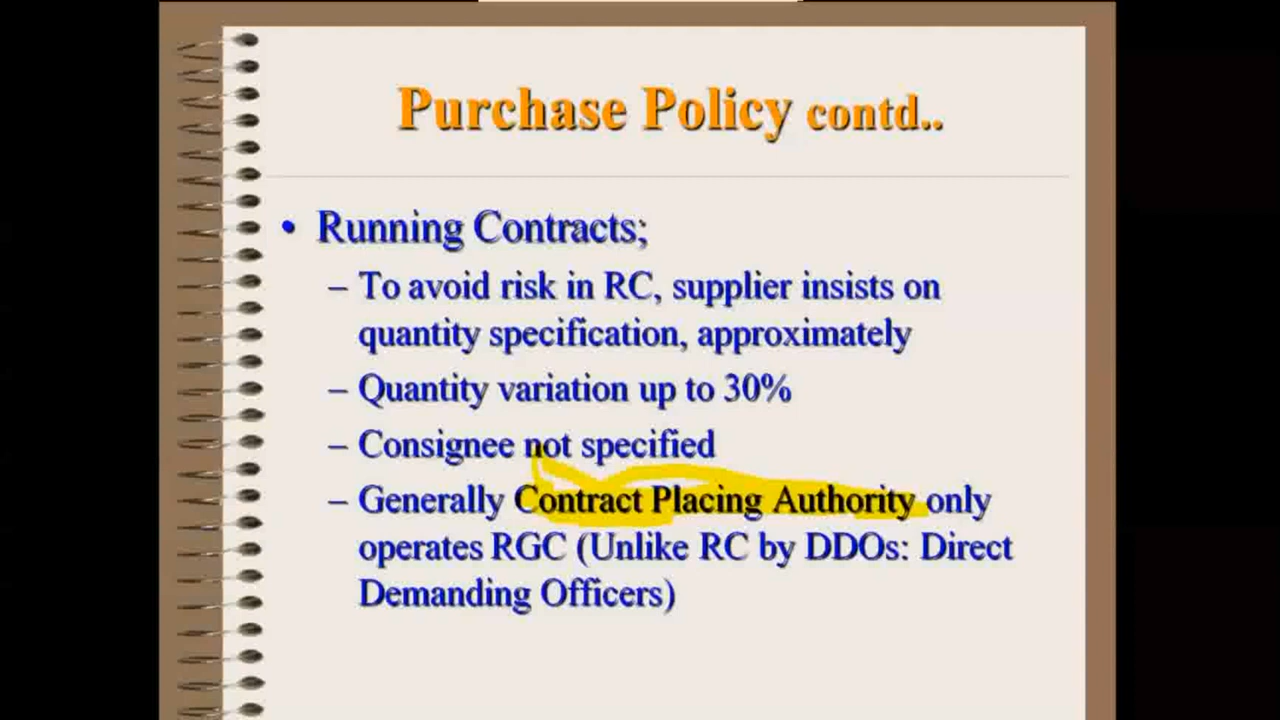 Purchase Policy contd..
• Running Contracts;
– To avoid risk in RC, supplier insists on
quantity specification, approximately
– Quantity variation up to 30%
– Consignee not specified
– Generally Contract Placing Authority only
operates RGC (Unlike RC by DDOs: Direct
Demanding Officers)